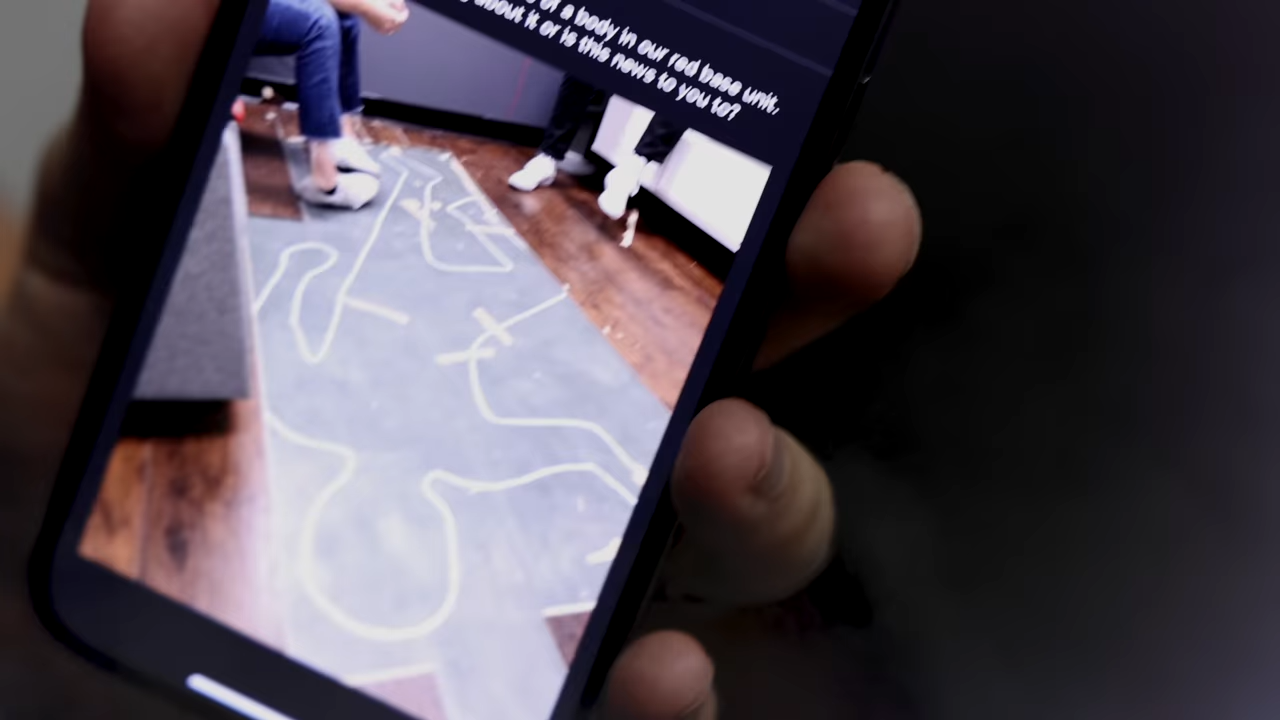 of a body in our red base unit,
about it or is this news to you to?